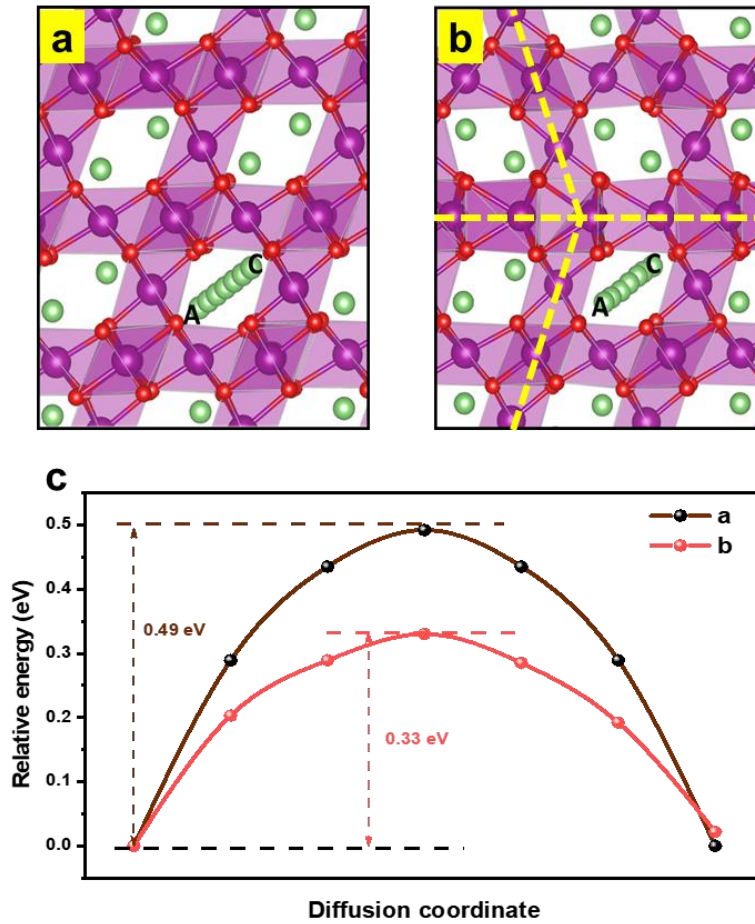 a
b
C
A
C
A
c
0.5
0.4
0.3
0.2
0.1
0.0
Relative energy (eV)
0.49 eV
0.33 eV
a
b
Diffusion coordinate